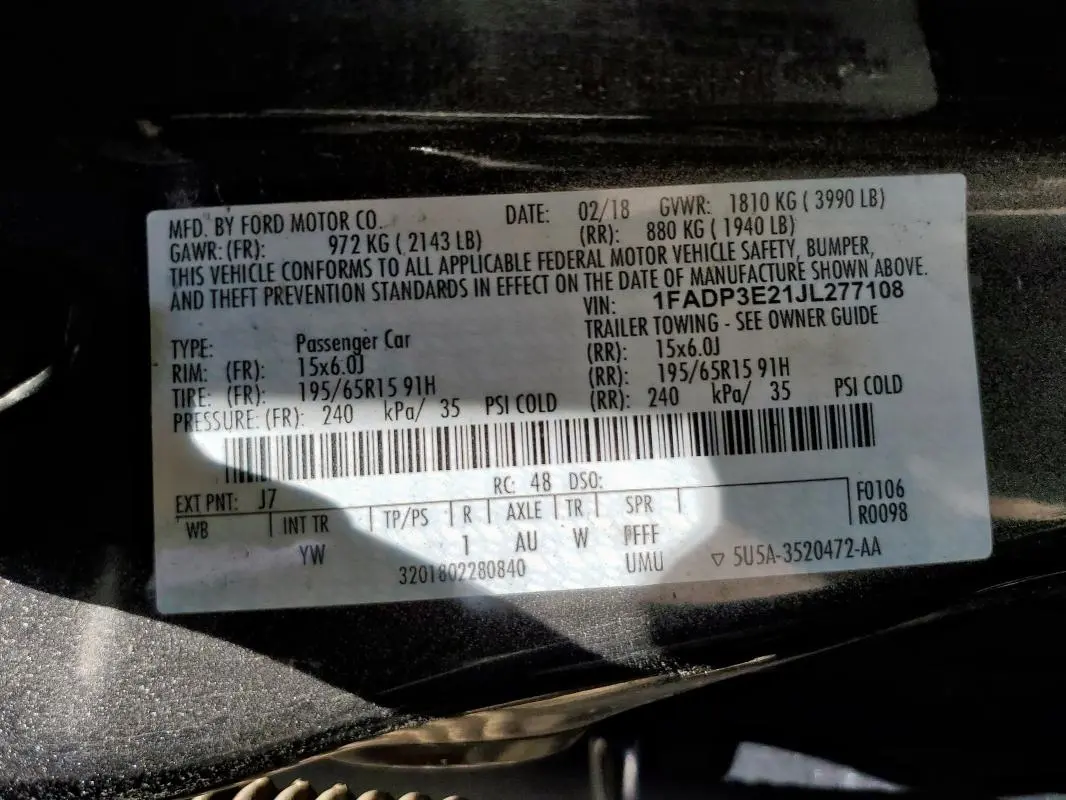 MFD. BY FORD MOTOR CO. DATE: 02/18 GVWR: 1810 KG ( 3990 LB)
GAWR: (FR): 972 KG ( 2143 LB) (RR): 880 KG ( 1940 LB)
THIS VEHICLE CONFORMS TO ALL APPLICABLE FEDERAL MOTOR VEHICLE SAFETY, BUMPER,
AND THEFT PREVENTION STANDARDS IN EFFECT ON THE DATE OF MANUFACTURE SHOWN ABOVE.
VIN: 1FADP3E21JL277108
TRAILER TOWING - SEE OWNER GUIDE
TYPE: Passenger Car
RIM: (FR): 15x6.0J (RR): 15x6.0J
TIRE: (FR): 195/65R15 91H (RR): 195/65R15 91H
PRESSURE: (FR): 240 kPa/ 35 PSI COLD (RR): 240 kPa/ 35 PSI COLD
EXT PNT: J7 RC: 48 DSO: F0106
WB INT TR TP/PS R AXLE TR SPR R0098
YW 1 AU W PFFF
3201802280840 UMU ▽ 5U5A-3520472-AA